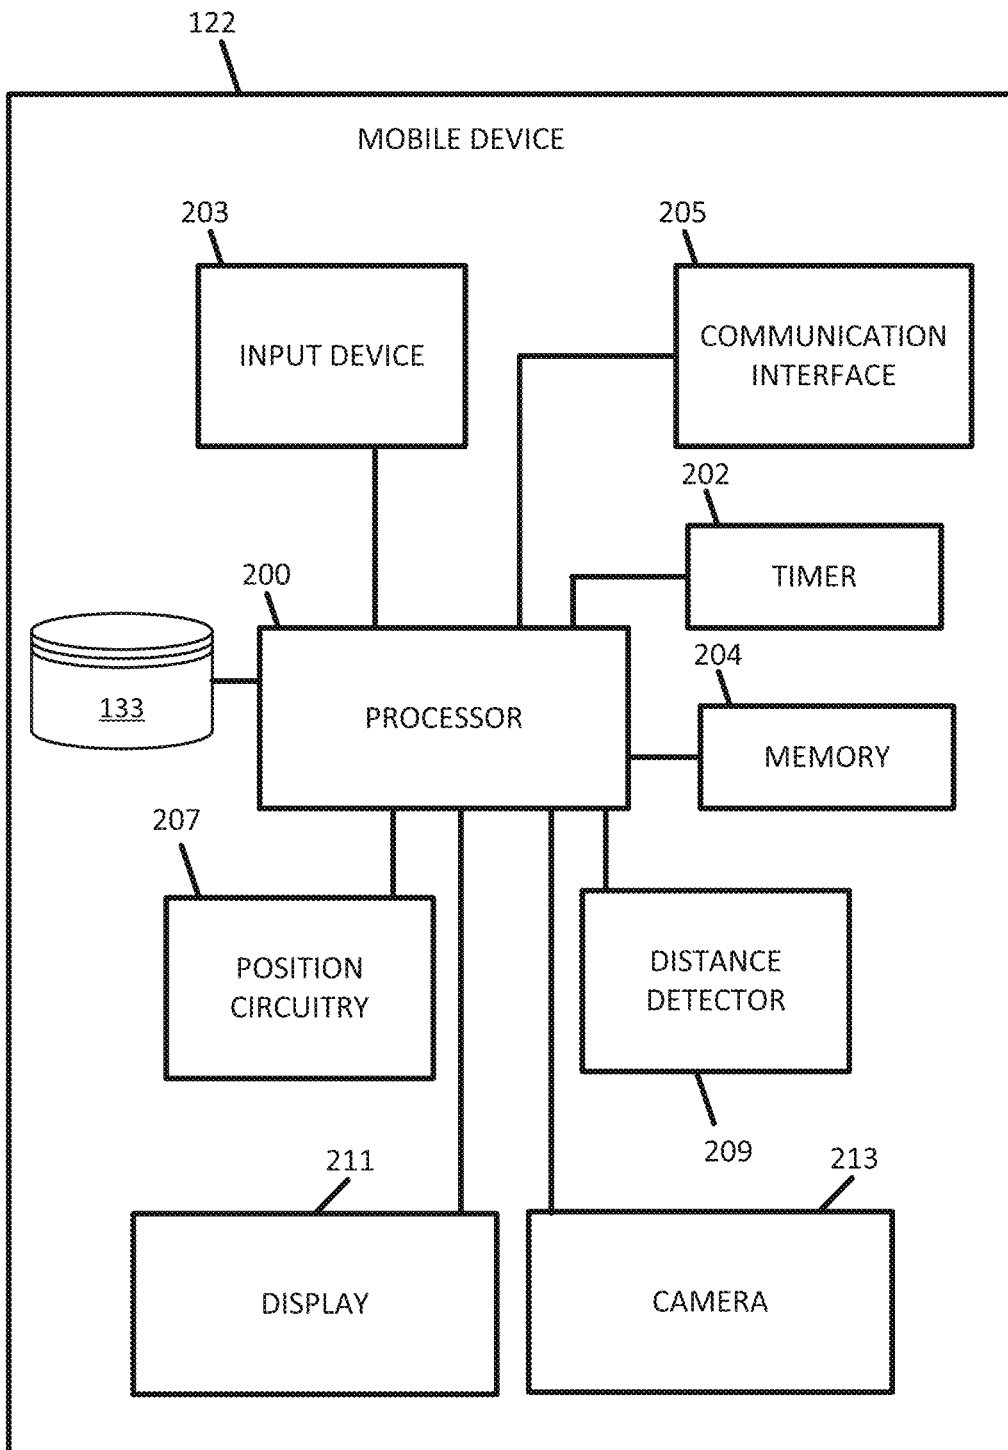 122
MOBILE DEVICE
203
205
INPUT DEVICE
COMMUNICATION
INTERFACE
202
TIMER
200
133
PROCESSOR
204
MEMORY
207
POSITION
CIRCUITRY
DISTANCE
DETECTOR
209
211
213
DISPLAY
CAMERA